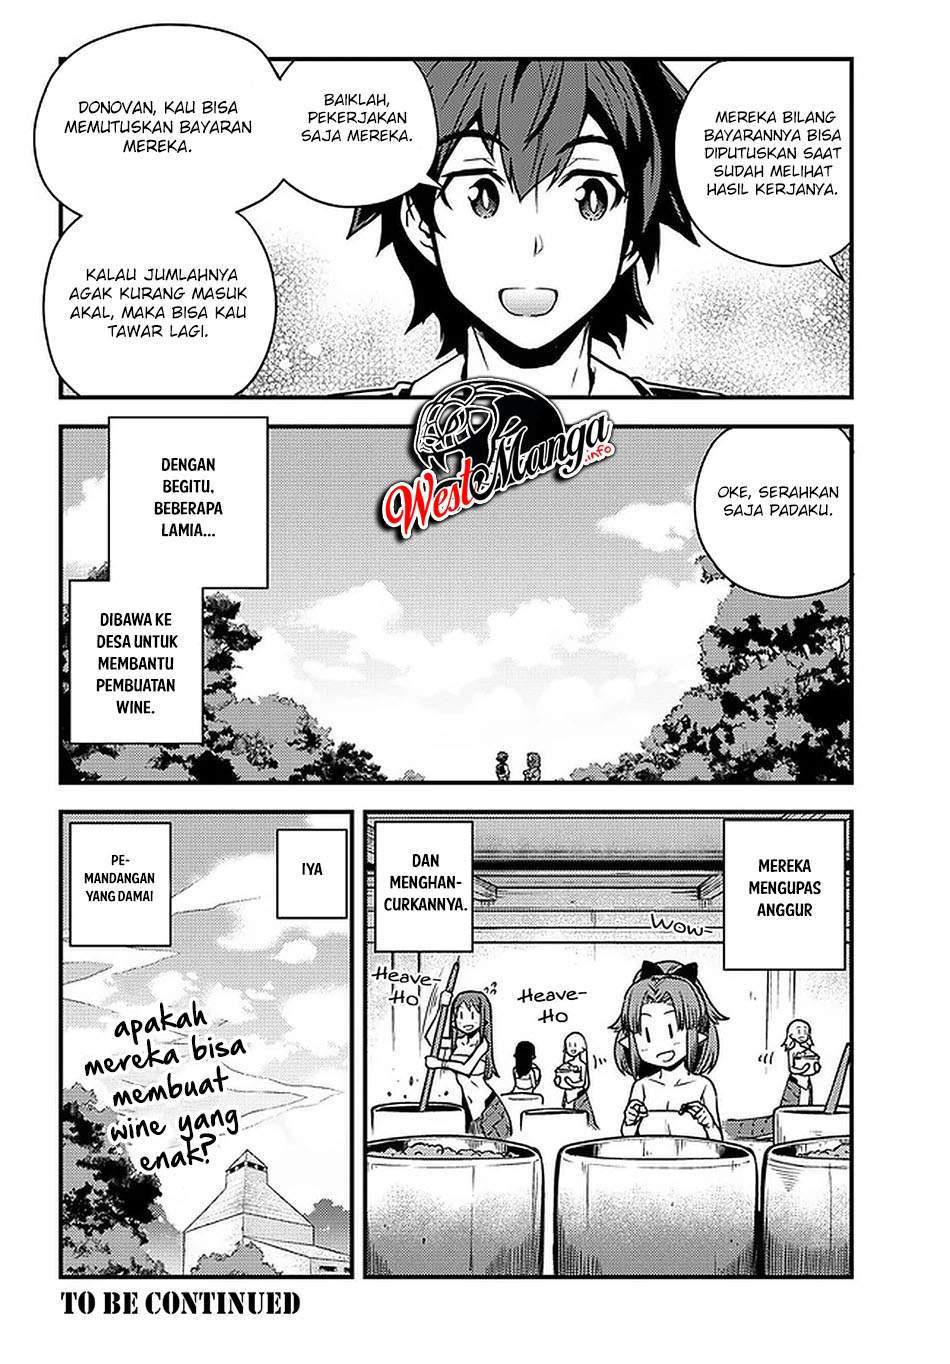 MEREKA BILANG
BAYARANNYA BISA
DIPUTUSKAN SAAT
SUDAH MELIHAT
HASIL KERJANYA.
BAIKLAH,
PEKERJAKAN
SAJA MEREKA.
DONOVAN, KAU BISA
MEMUTUSKAN BAYARAN
MEREKA.
KALAU JUMLAHNYA
AGAK KURANG MASUK
AKAL, MAKA BISA KAU
TAWAR LAGI.
WestManga
.info
OKE, SERAHKAN
SAJA PADAKU.
DENGAN
BEGITU,
BEBERAPA
LAMIA...
DIBAWA KE
DESA UNTUK
MEMBANTU
PEMBUATAN
WINE.
MEREKA
MENGUPAS
ANGGUR
Wow~
DAN
MENGHAN-
CURKANNYA.
Heave-
Ho
Heave-
Ho
IYA
PE-
MANDANGAN
YANG DAMAI
apakah
mereka bisa
membuat
wine yang
enak?
TO BE CONTINUED